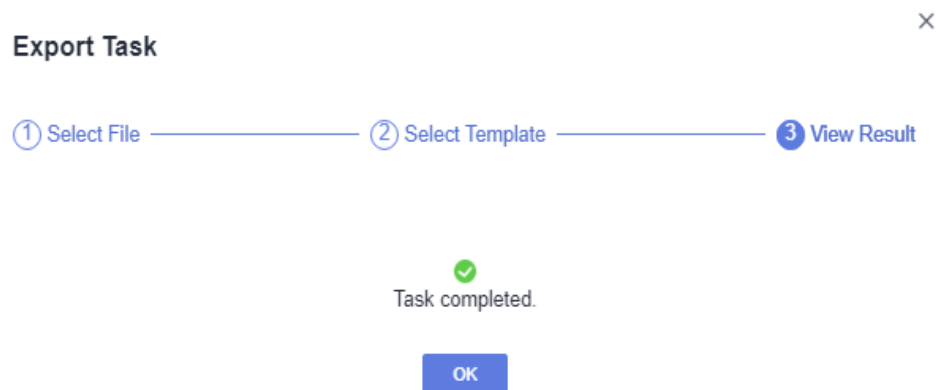 Export Task
1 Select File 2 Select Template 3 View Result
Task completed.
OK